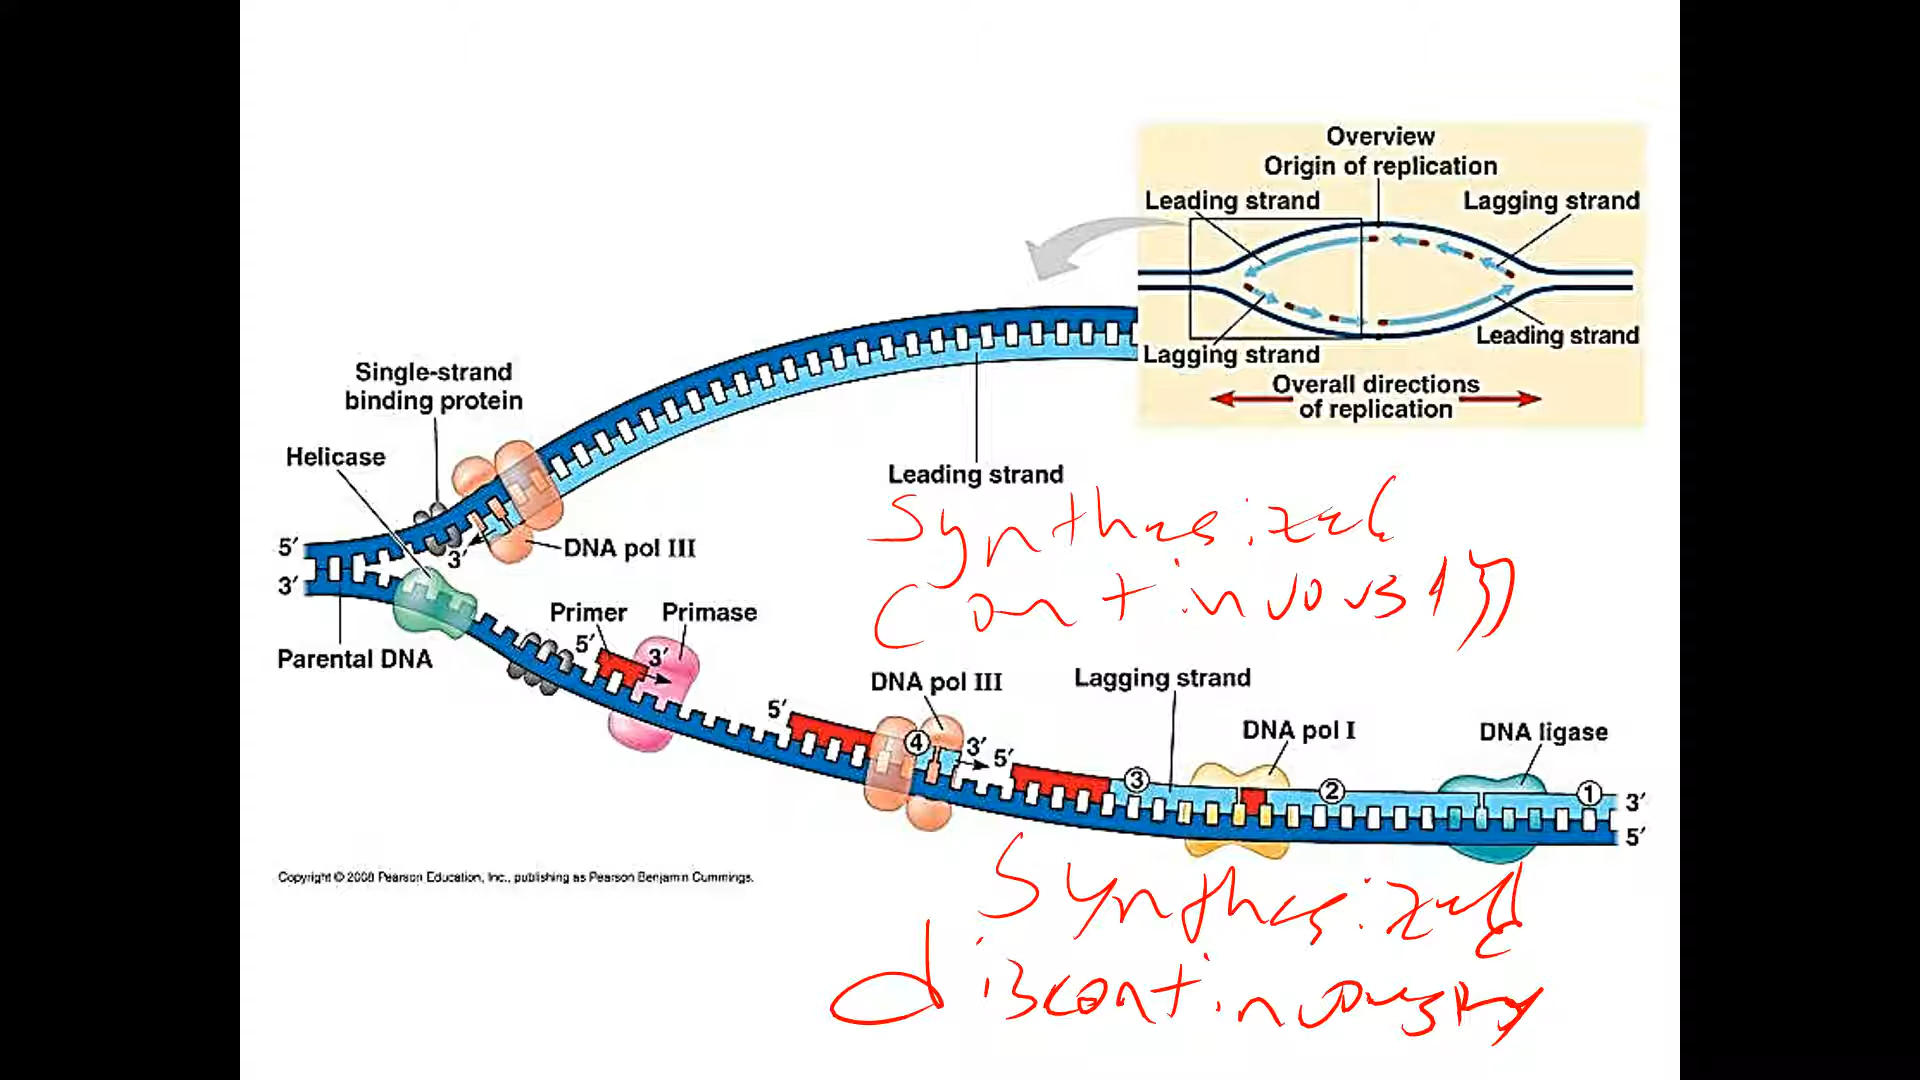 Overview
Origin of replication
Leading strand
Lagging strand
Lagging strand
Leading strand
Overall directions
of replication
Single-strand
binding protein
Helicase
Leading strand
Synthesized
continuously
5′
3′
3′
DNA pol III
Parental DNA
Primer
Primase
5′
3′
DNA pol III
Lagging strand
5′
4
3′
5′
3
DNA pol I
2
DNA ligase
1
3′
5′
Synthesized
discontinuously
Copyright © 2008 Pearson Education, Inc., publishing as Pearson Benjamin Cummings.